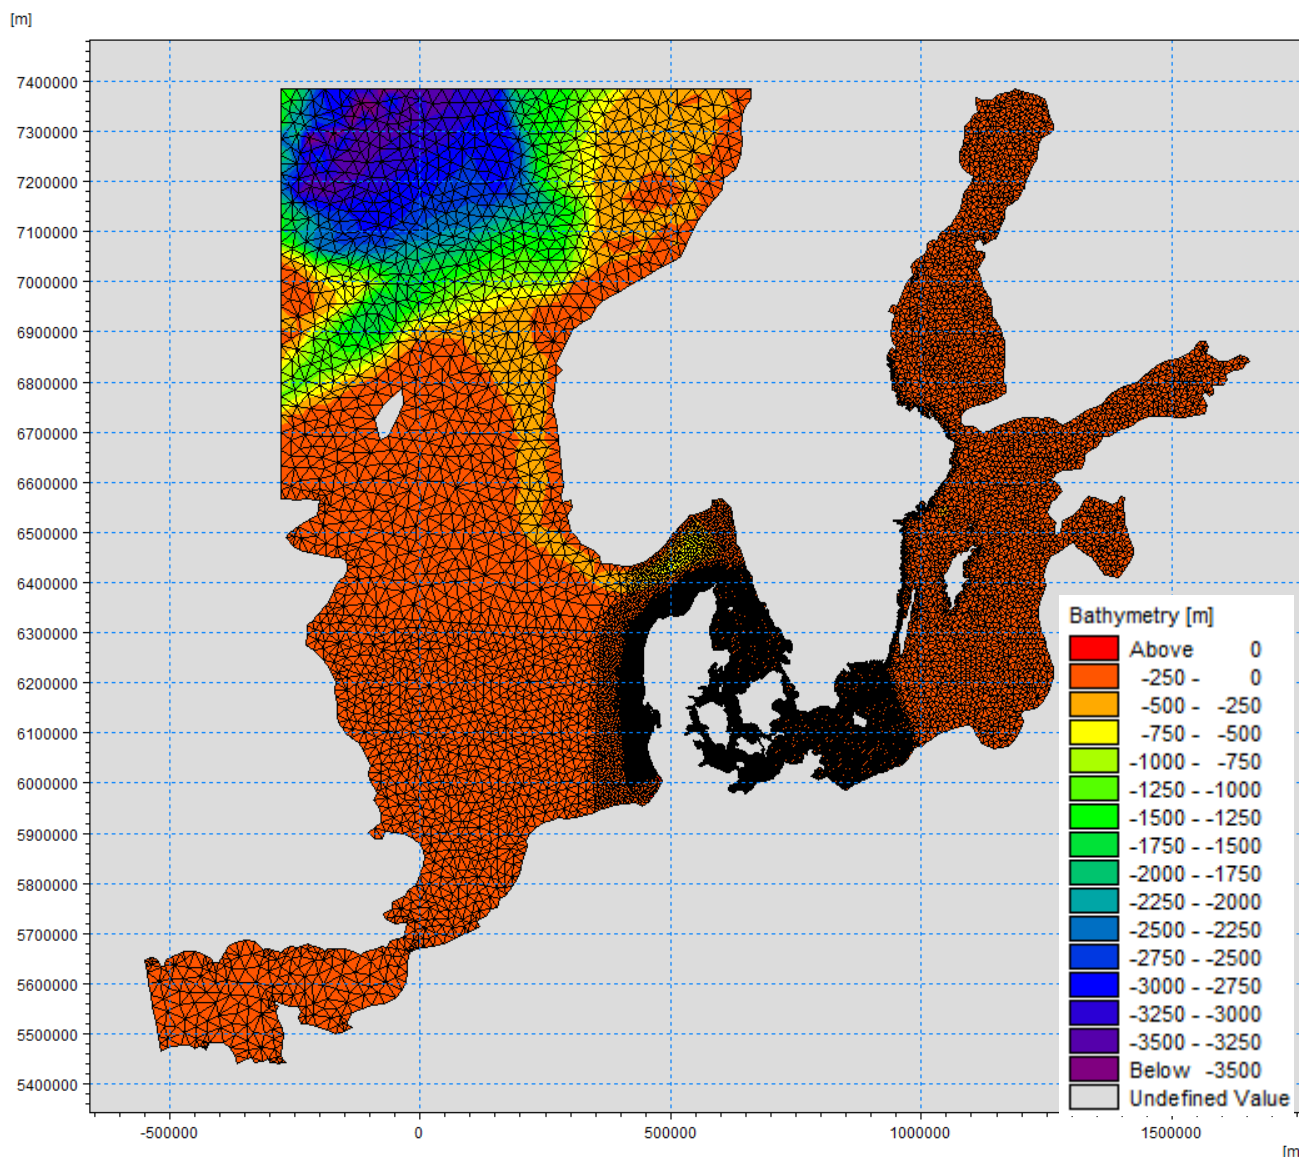 [m]
7400000
7300000
7200000
7100000
7000000
6900000
6800000
6700000
6600000
6500000
6400000
6300000
6200000
6100000
6000000
5900000
5800000
5700000
5600000
5500000
5400000
-500000 0 500000 1000000 1500000
[m
Bathymetry [m]
Above 0
-250 - 0
-500 - -250
-750 - -500
-1000 - -750
-1250 - -1000
-1500 - -1250
-1750 - -1500
-2000 - -1750
-2250 - -2000
-2500 - -2250
-2750 - -2500
-3000 - -2750
-3250 - -3000
-3500 - -3250
Below -3500
Undefined Value